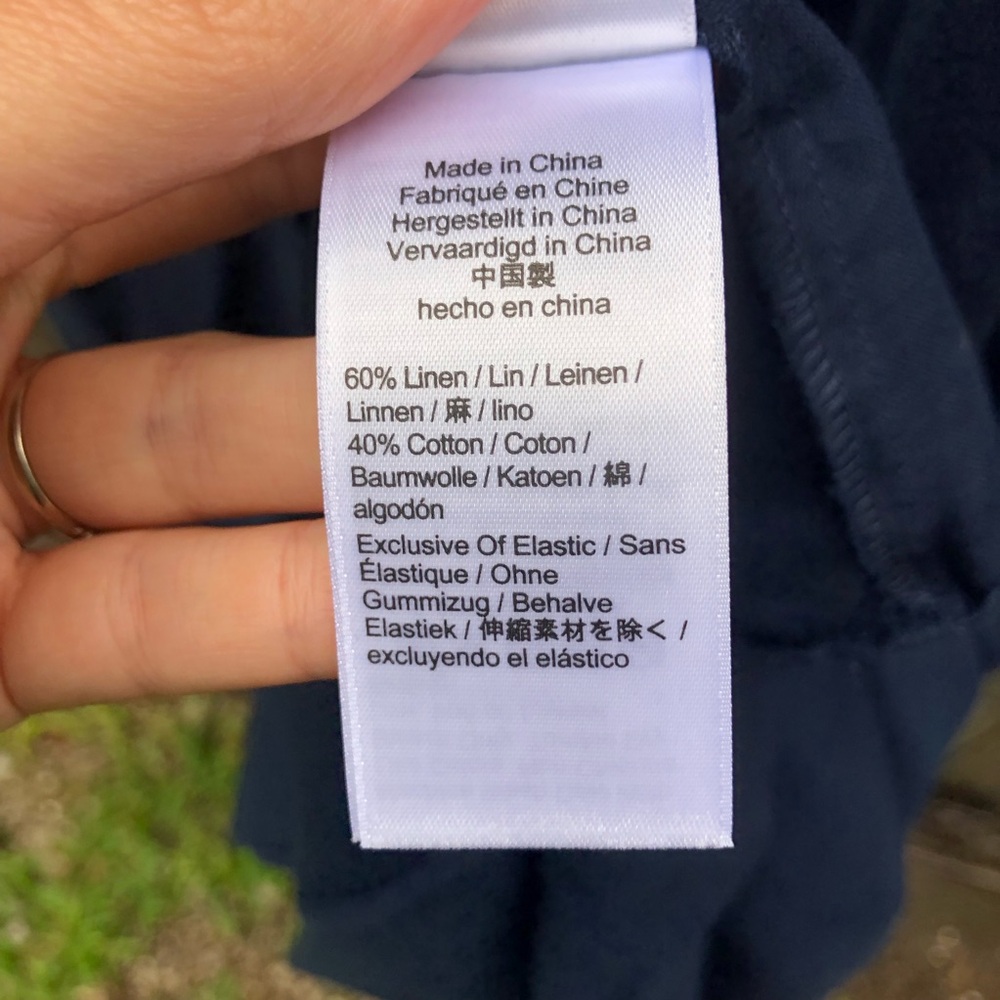 Made in China
Fabriqué en Chine
Hergestellt in China
Vervaardigd in China
中国製
hecho en china
60% Linen / Lin / Leinen /
Linnen / 麻 / lino
40% Cotton / Coton /
Baumwolle / Katoen / 綿 /
algodón
Exclusive Of Elastic / Sans
Élastique / Ohne
Gummizug / Behalve
Elastiek / 伸縮素材を除く /
excluyendo el elástico